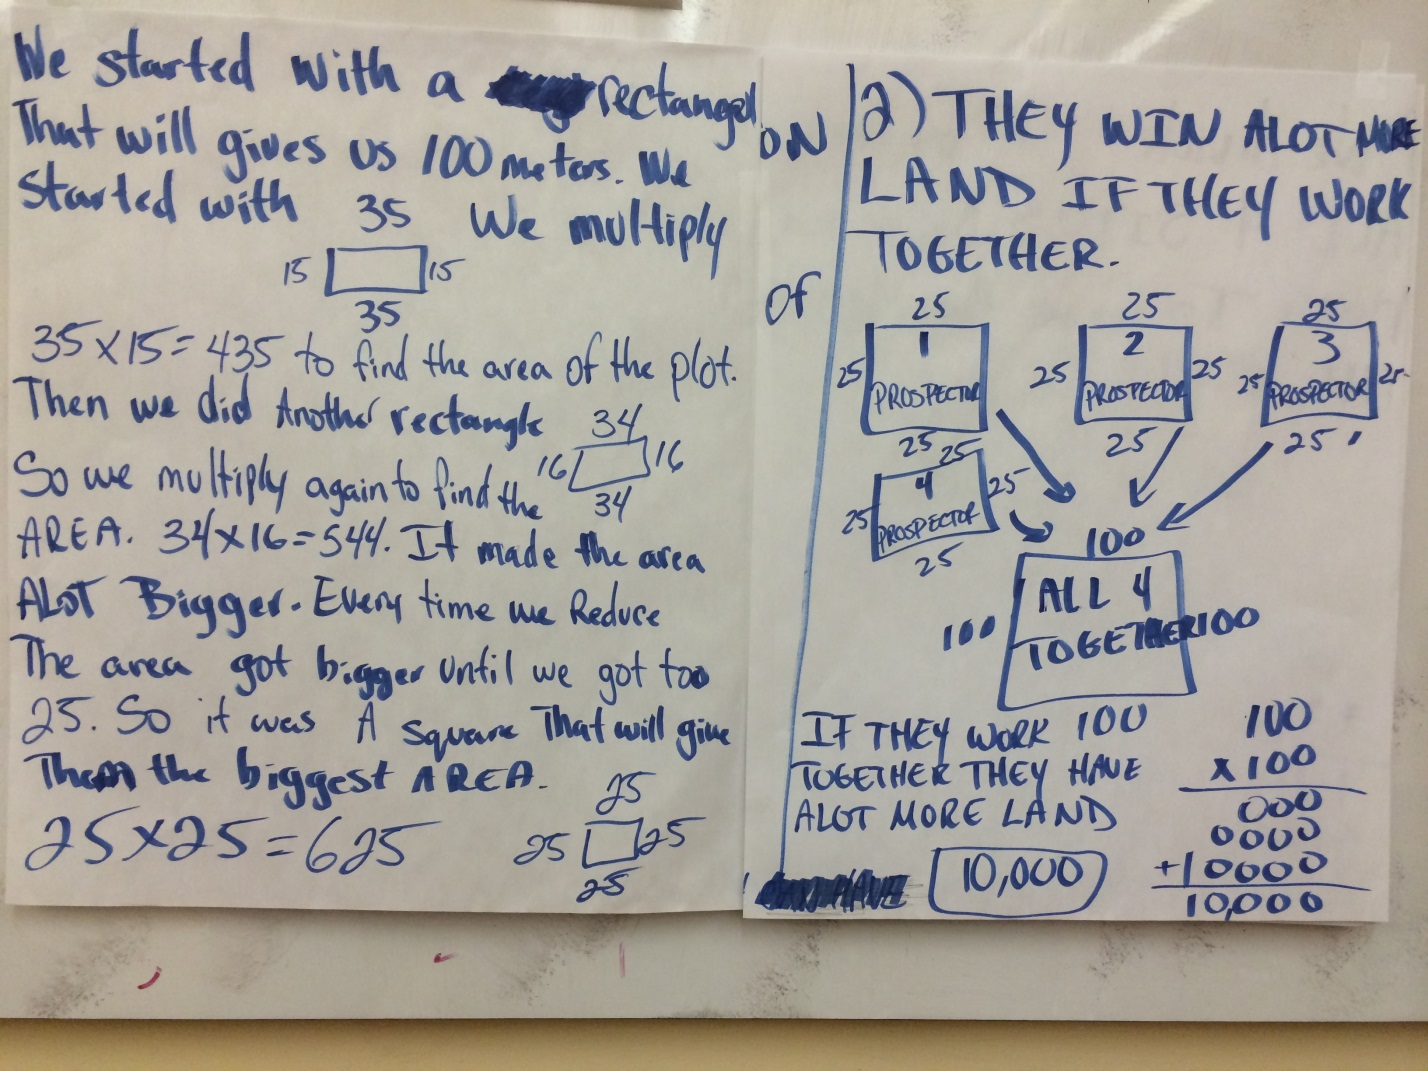 We started with a rectangel
That will gives us 100 meters. We
Started with 35 We multiply
15 15
35
35 x 15 = 435 to find the area of the plot.
Then we did Another rectangle
34
16 16
34
So we multiply again to find the
AREA. 34 x 16 = 544. It made the area
ALOT Bigger. Every time we Reduce
The area got bigger until we got too
25. So it was A square That will give
Them the biggest AREA.
25 x 25 = 625
25
25 25
25
ON
Of
2) THEY WIN ALOT MORE
LAND IF THEY WORK
TOGETHER.
25
25 1
PROSPECTOR
25
25
25 2 25
PROSPECTOR
25
25
25 3 25
PROSPECTOR
25
25
4 25
25 PROSPECTOR
25
100
ALL 4
100 TOGETHER 100
100
IF THEY WORK
TOGETHER THEY HAVE
ALOT MORE LAND
10,000
100
x 100
000
0000
+10000
10,000